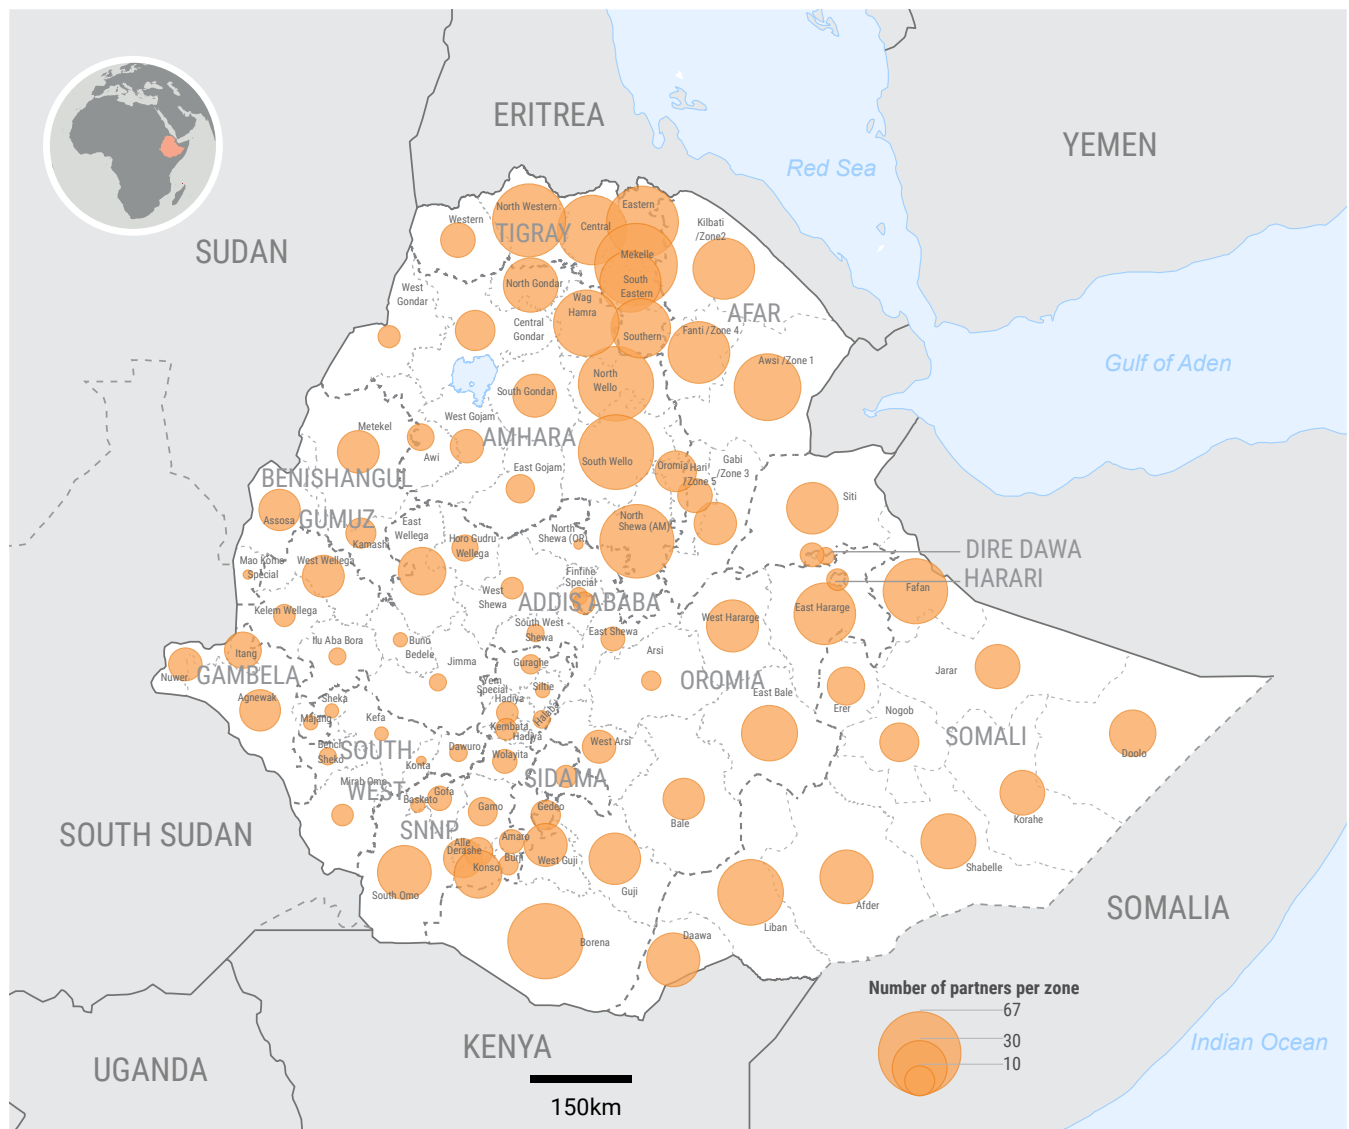 ERITREA
YEMEN
Red Sea
SUDAN
North Western
Eastern
Western
Central
Kilbati
/Zone2
TIGRAY
Mekelle
South
Eastern
North Gondar
West
Gondar
Wag
Hamra
AFAR
Central
Gondar
Southern
Fanti /Zone 4
Awsi /Zone 1
Gulf of Aden
North
Wello
South Gondar
West Gojam
Metekel
AMHARA
Awi
South Wello
Oromia
Hari
/Zone 5
Gabi
/Zone 3
East Gojam
BENISHANGUL
GUMUZ
Assosa
Kamashi
East
Wellega
Horo Gudru
Wellega
North
Shewa (OR)
North
Shewa (AM)
Siti
DIRE DAWA
HARARI
Mao Komo
Special
West Wellega
Finfine
Special
West
Shewa
ADDIS ABABA
Fafan
East Hararge
West Hararge
Kelem Wellega
South West
Shewa
East Shewa
Ilu Aba Bora
Buno
Bedele
Itang
Nuwer
GAMBELA
Jimma
Guraghe
Arsi
OROMIA
Jarar
Agnewak
Yem
Special
Siltie
East Bale
Erer
Sheka
Hadiya
Halaba
Majang
Kefa
Kembata
Hadiya
Nogob
SOMALI
Doolo
Bench
Sheko
SOUTH
WEST
Dawuro
Konta
Wolayita
West Arsi
SIDAMA
Mirab Omo
Basketo
Gofa
Gamo
Gedeo
Bale
Korahe
SNNP
Alle
Derashe
Amaro
Burji
Konso
West Guji
Guji
Shabelle
SOUTH SUDAN
South Omo
Afder
Liban
SOMALIA
Borena
Daawa
Number of partners per zone
67
30
10
KENYA
UGANDA
Indian Ocean
150km